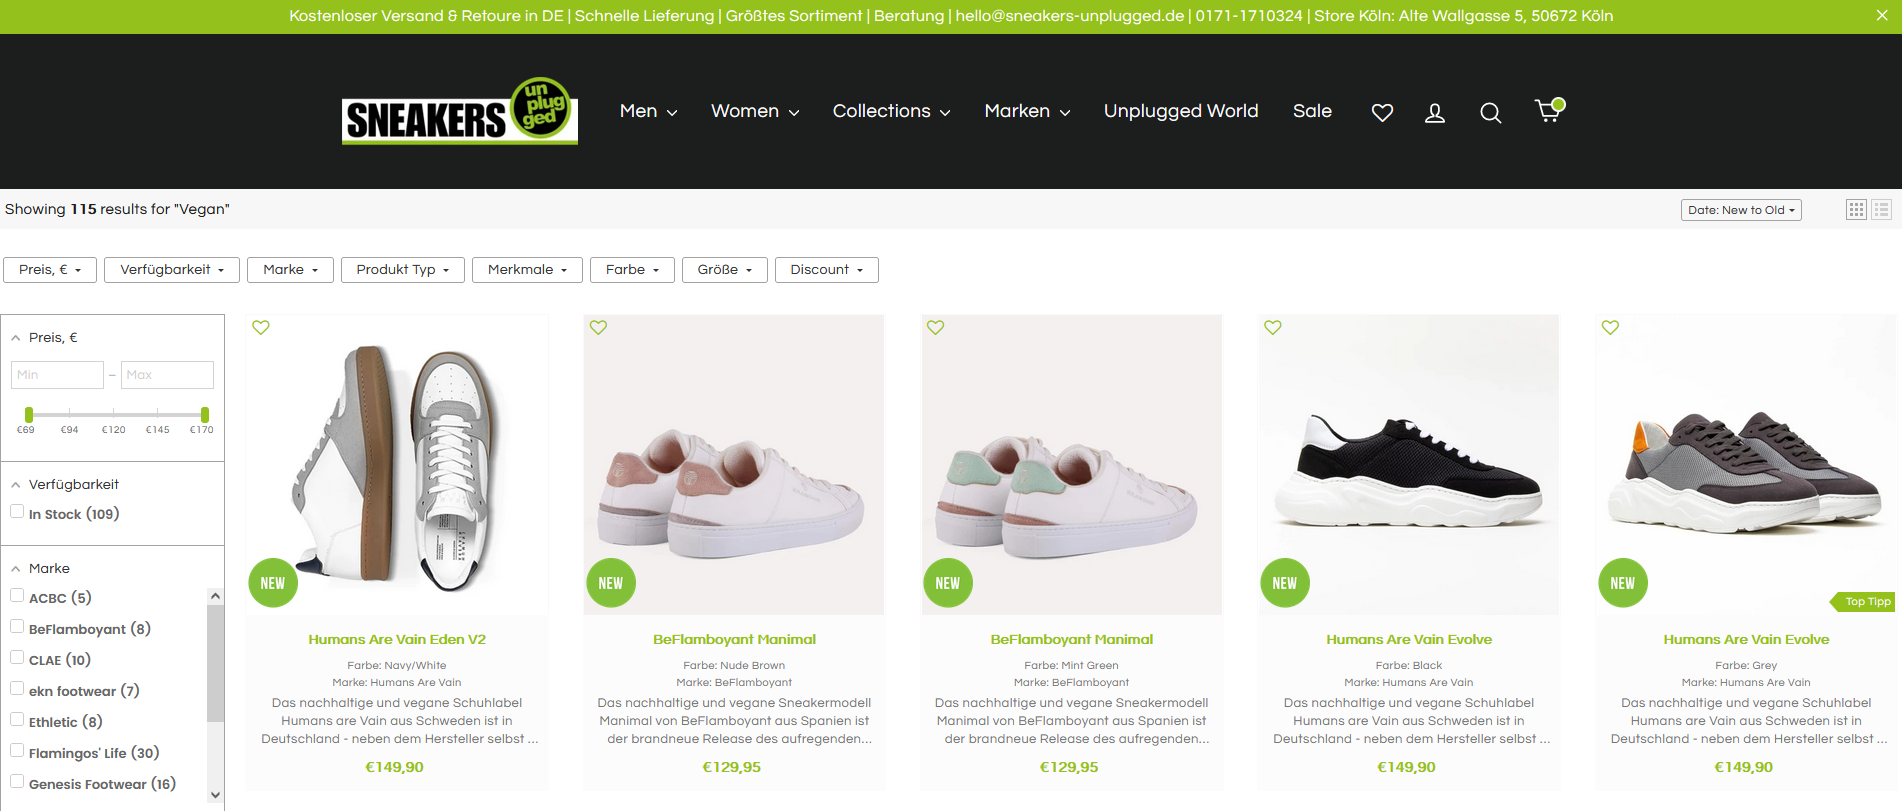 Kostenloser Versand & Retoure in DE | Schnelle Lieferung | Größtes Sortiment | Beratung | hello@sneakers-unplugged.de | 0171-1710324 | Store Köln: Alte Wallgasse 5, 50672 Köln
SNEAKERS
un
plug
ged
Men Women Collections Marken Unplugged World Sale
Showing 115 results for "Vegan"
Date: New to Old
Preis, € Verfügbarkeit Marke Produkt Typ Merkmale Farbe Größe Discount
Preis, €
Min – Max
€69 €94 €120 €145 €170
Verfügbarkeit
In Stock (109)
Marke
ACBC (5)
BeFlamboyant (8)
CLAE (10)
ekn footwear (7)
Ethletic (8)
Flamingos' Life (30)
Genesis Footwear (16)
NEW
Humans Are Vain Eden V2
Farbe: Navy/White
Marke: Humans Are Vain
Das nachhaltige und vegane Schuhlabel
Humans are Vain aus Schweden ist in
Deutschland - neben dem Hersteller selbst ...
€149,90
NEW
BeFlamboyant Manimal
Farbe: Nude Brown
Marke: BeFlamboyant
Das nachhaltige und vegane Sneakermodell
Manimal von BeFlamboyant aus Spanien ist
der brandneue Release des aufregenden...
€129,95
NEW
BeFlamboyant Manimal
Farbe: Mint Green
Marke: BeFlamboyant
Das nachhaltige und vegane Sneakermodell
Manimal von BeFlamboyant aus Spanien ist
der brandneue Release des aufregenden...
€129,95
NEW
Humans Are Vain Evolve
Farbe: Black
Marke: Humans Are Vain
Das nachhaltige und vegane Schuhlabel
Humans are Vain aus Schweden ist in
Deutschland - neben dem Hersteller selbst ...
€149,90
NEW
Top Tipp
Humans Are Vain Evolve
Farbe: Grey
Marke: Humans Are Vain
Das nachhaltige und vegane Schuhlabel
Humans are Vain aus Schweden ist in
Deutschland - neben dem Hersteller selbst ...
€149,90